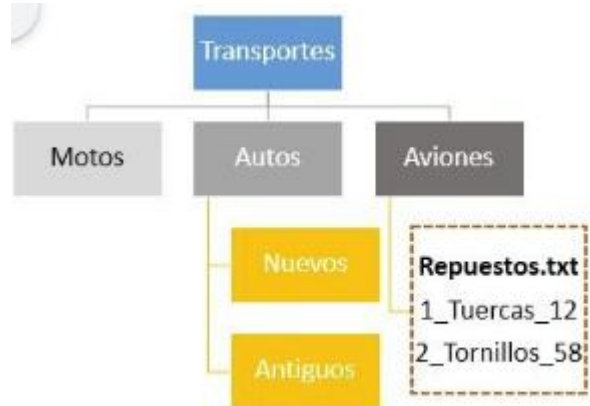 Transportes
Motos
Autos
Aviones
Nuevos
Antiguos
Repuestos.txt
1_Tuercas_12
2_Tornillos_58